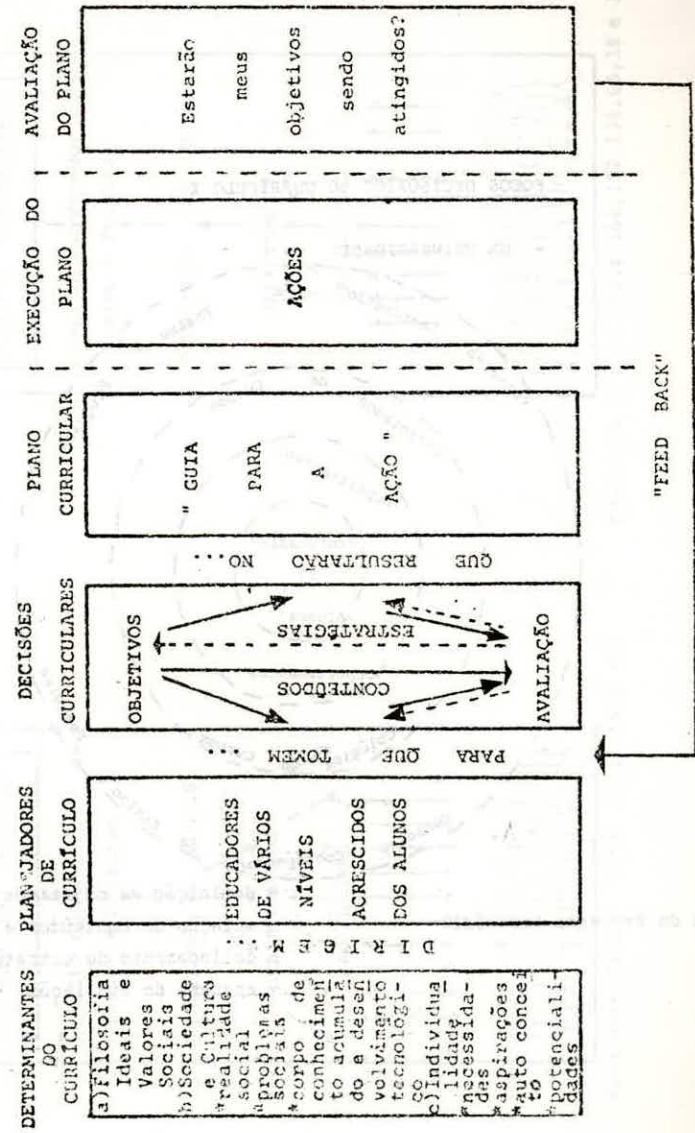 DETERMINANTES
DO
CURRÍCULO
a)Filosofia
Ideais e
Valores
Sociais
b)Sociedade
e Cultura
*realidade
social
*problemas
sociais
*corpo de
conhecimen
to acumula
do e desen
volvimento
tecnologi-
co
c)Individua
lidade
*necessida-
des
*aspirações
*auto concei
to
*potenciali-
dades
DIRIGEM ...
PLANEJADORES
DE
CURRÍCULO
EDUCADORES
DE VÁRIOS
NÍVEIS
ACRESCIDOS
DOS ALUNOS
PARA QUE TOMEM ...
DECISÕES
CURRICULARES
OBJETIVOS
CONTEÚDOS
ESTRATÉGIAS
AVALIAÇÃO
QUE RESULTARÃO NO...
PLANO
CURRICULAR
" GUIA
PARA
A
AÇÃO "
EXECUÇÃO DO
PLANO
AÇÕES
AVALIAÇÃO
DO PLANO
Estarão
meus
objetivos
sendo
atingidos?
"FEED BACK"